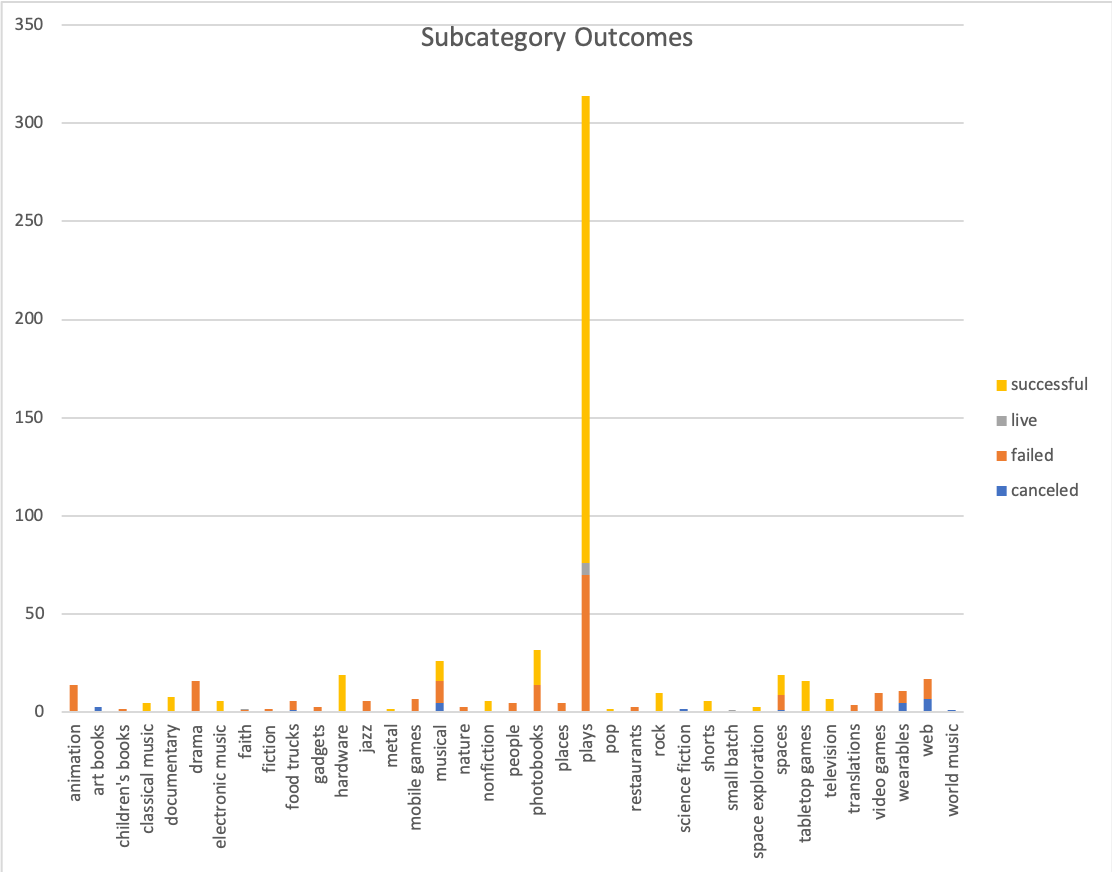 Subcategory Outcomes
350
300
250
200
150
100
50
0
animation
art books
children's books
classical music
documentary
drama
electronic music
faith
fiction
food trucks
gadgets
hardware
jazz
metal
mobile games
musical
nature
nonfiction
people
photobooks
places
plays
pop
restaurants
rock
science fiction
shorts
small batch
space exploration
spaces
tabletop games
television
translations
video games
wearables
web
world music
successful
live
failed
canceled